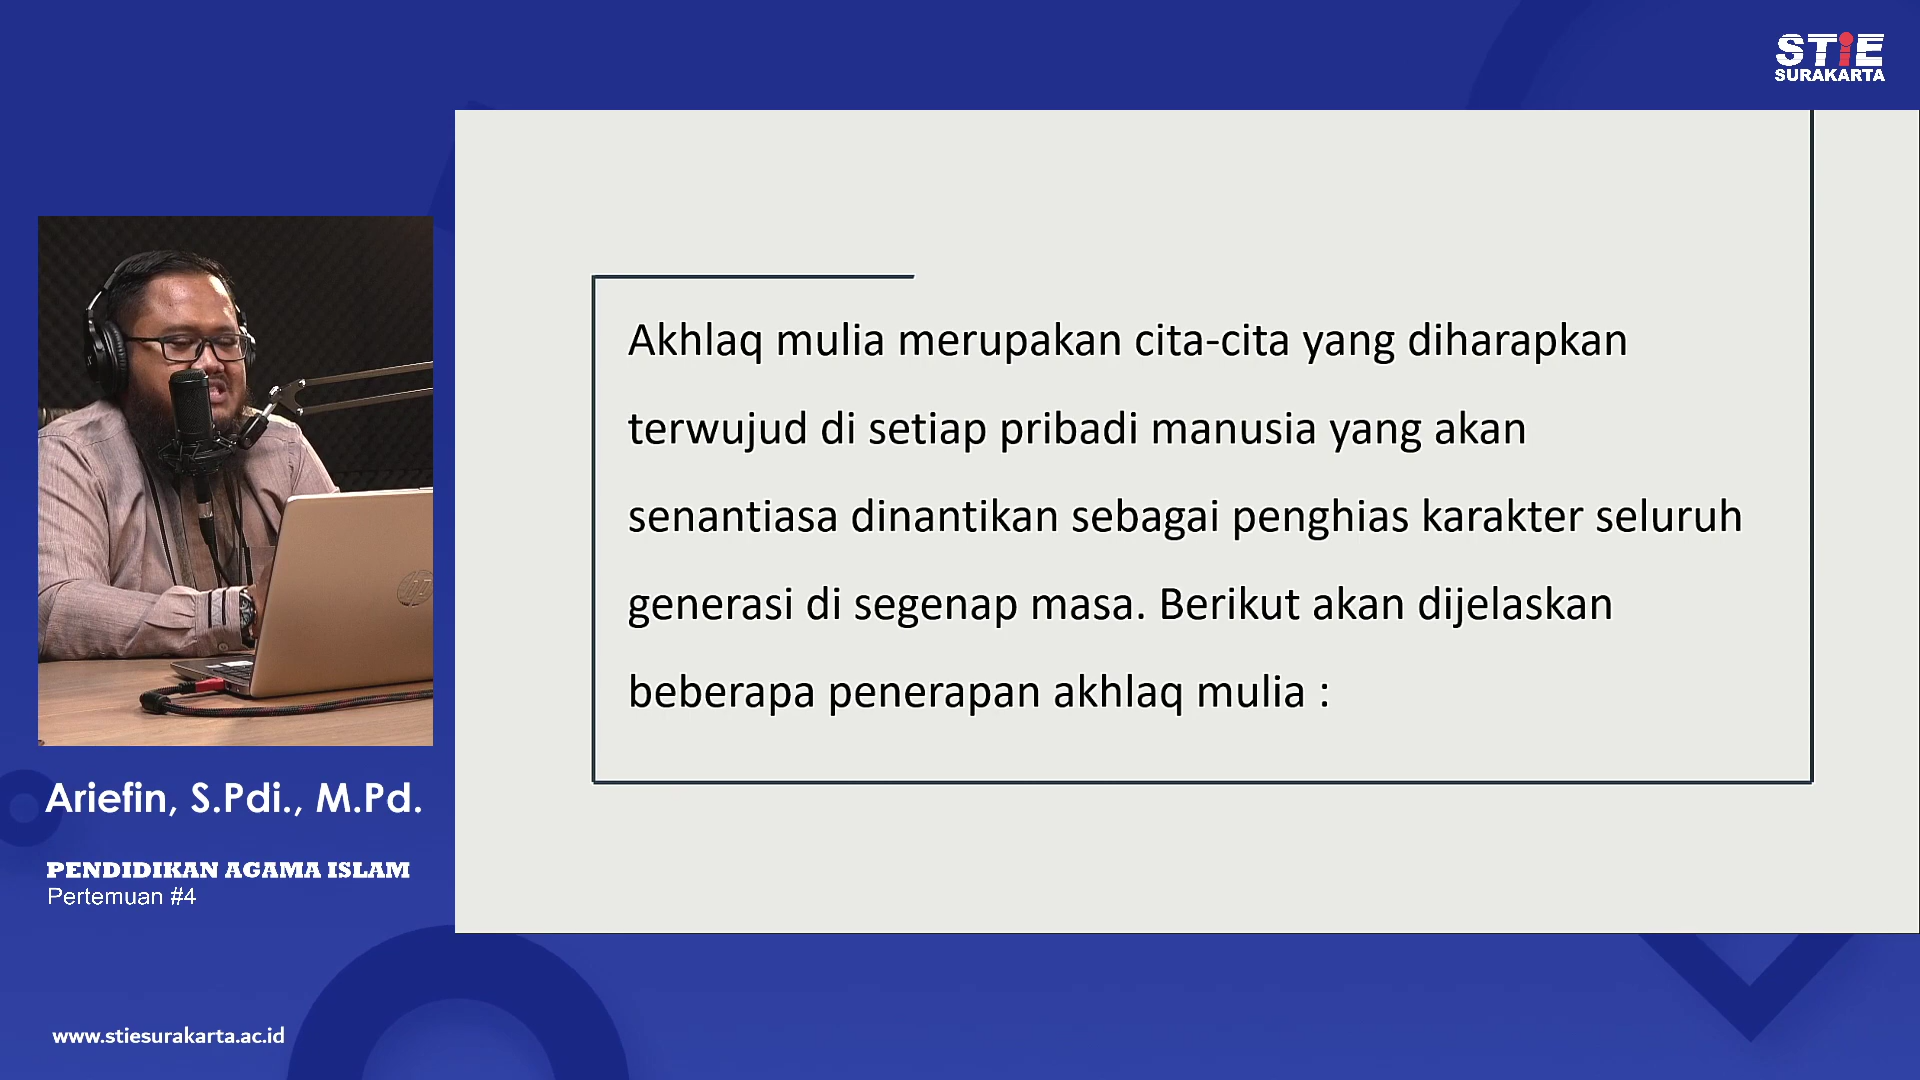 STIE
SURAKARTA
Akhlaq mulia merupakan cita-cita yang diharapkan
terwujud di setiap pribadi manusia yang akan
senantiasa dinantikan sebagai penghias karakter seluruh
generasi di segenap masa. Berikut akan dijelaskan
beberapa penerapan akhlaq mulia :
hp
Ariefin, S.Pdi., M.Pd.
PENDIDIKAN AGAMA ISLAM
Pertemuan #4
www.stiesurakarta.ac.id